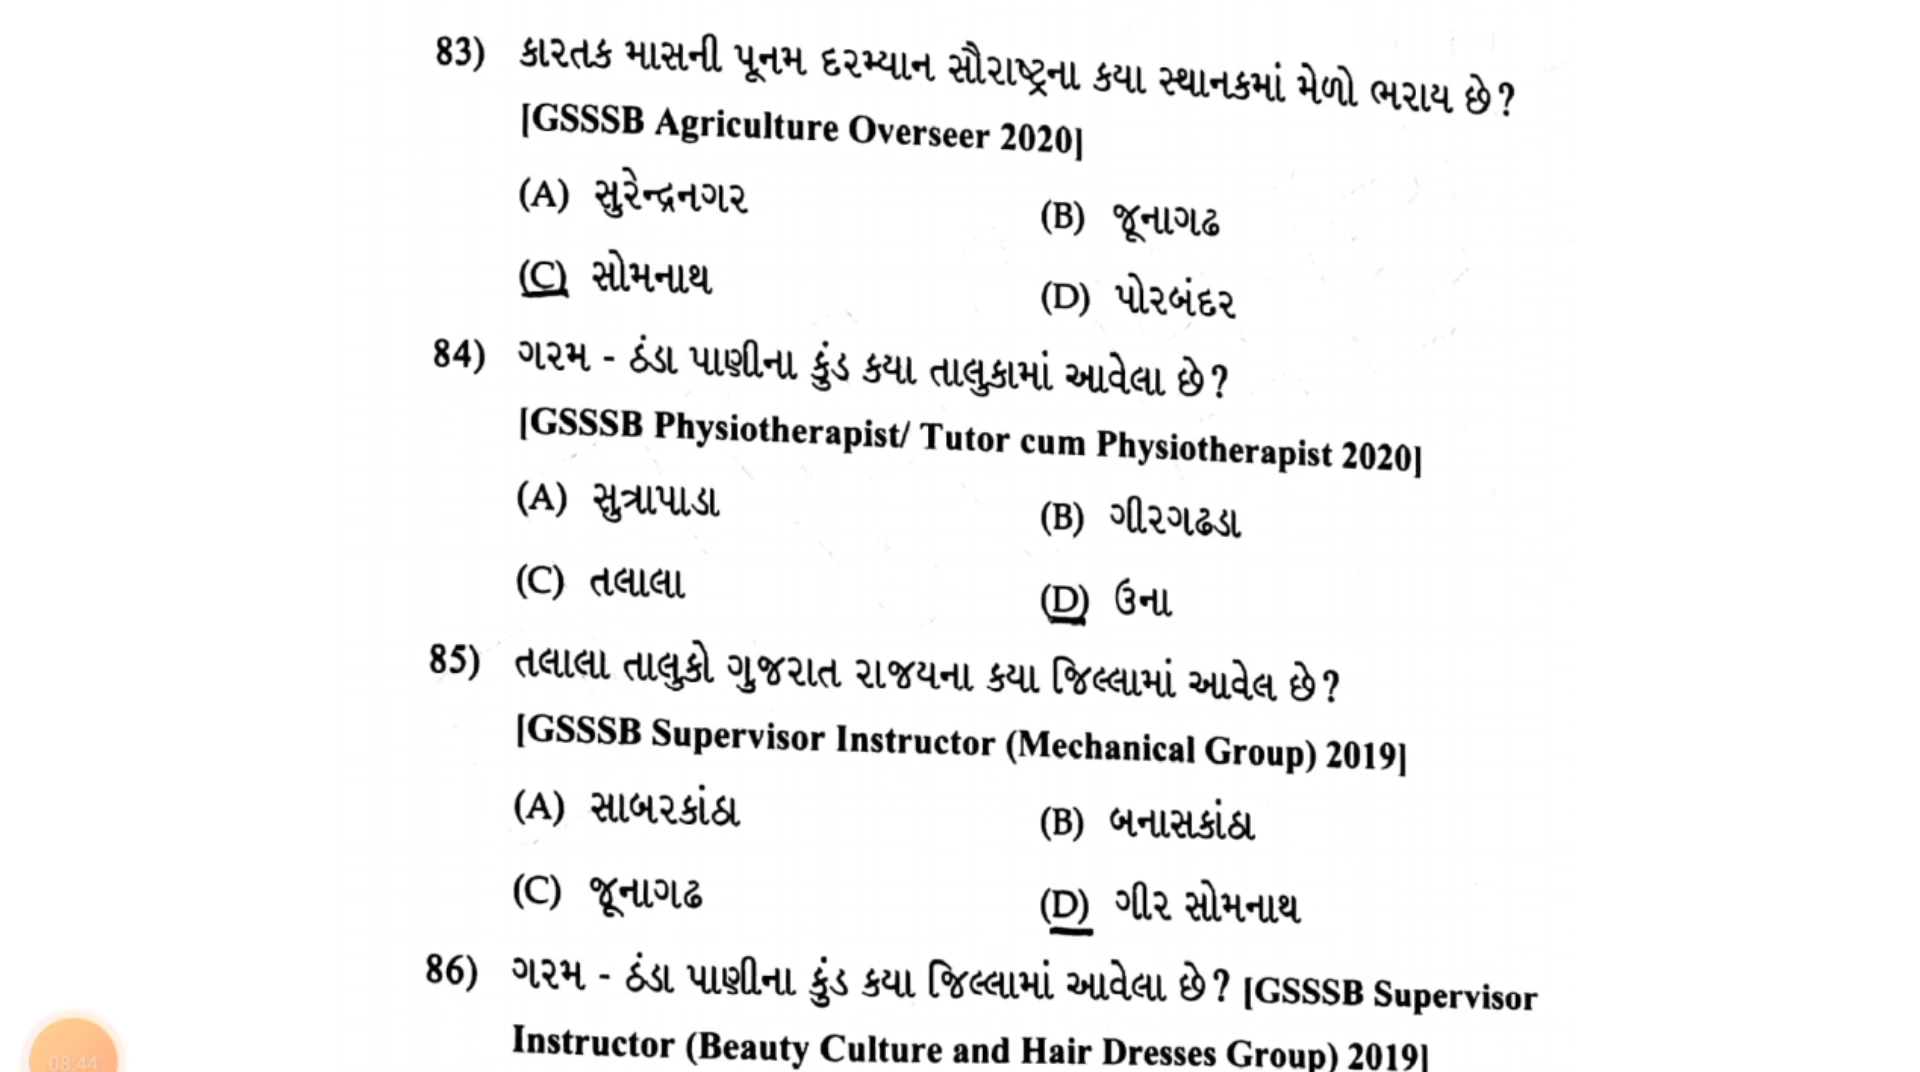 83) કારતક માસની પૂનમ દરમ્યાન સૌરાષ્ટ્રના કયા સ્થાનકમાં મેળો ભરાય છે?
[GSSSB Agriculture Overseer 2020]
(A) સુરેન્દ્રનગર (B) જૂનાગઢ
(C) સોમનાથ (D) પોરબંદર
84) ગરમ - ઠંડા પાણીના કુંડ કયા તાલુકામાં આવેલા છે?
[GSSSB Physiotherapist/ Tutor cum Physiotherapist 2020]
(A) સુત્રાપાડા (B) ગીરગઢડા
(C) તલાલા (D) ઉના
85) તલાલા તાલુકો ગુજરાત રાજયના કયા જિલ્લામાં આવેલ છે?
[GSSSB Supervisor Instructor (Mechanical Group) 2019]
(A) સાબરકાંઠા (B) બનાસકાંઠા
(C) જૂનાગઢ (D) ગીર સોમનાથ
86) ગરમ - ઠંડા પાણીના કુંડ કયા જિલ્લામાં આવેલા છે? [GSSSB Supervisor
Instructor (Beauty Culture and Hair Dresses Group) 2019]
08:44